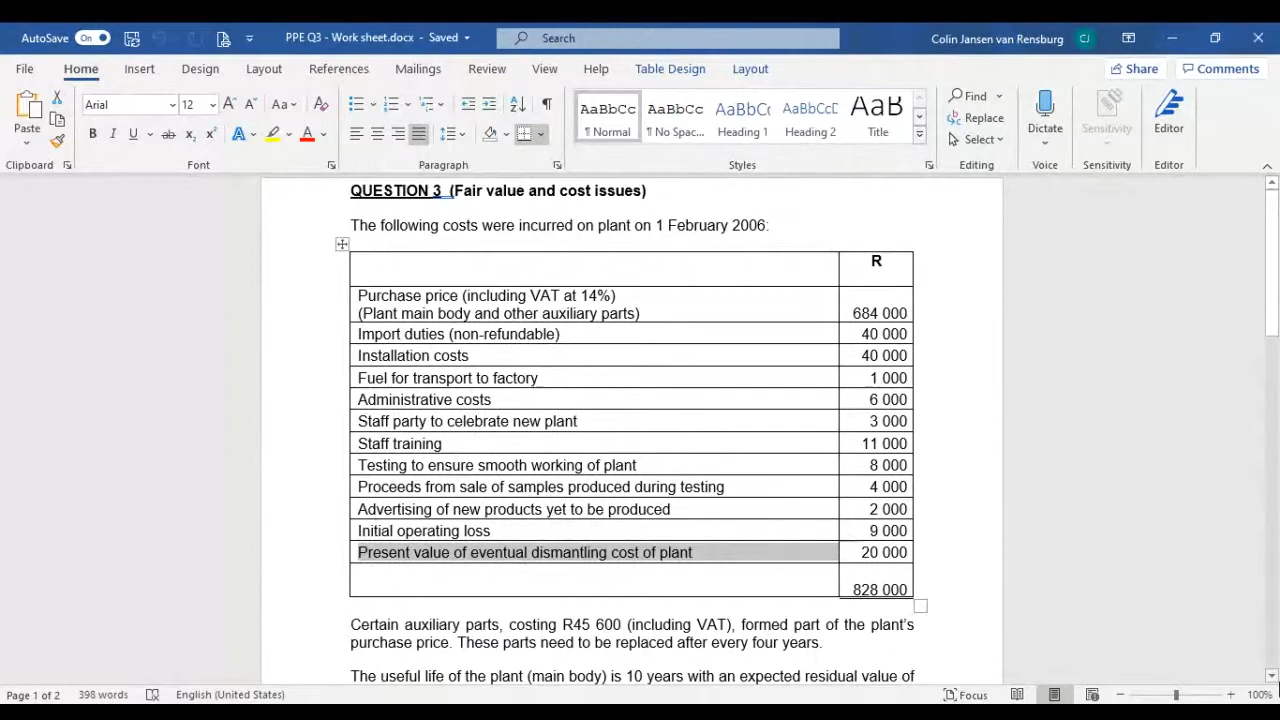 AutoSave On PPE Q3 - Work sheet.docx - Saved Search Colin Jansen van Rensburg CJ
File Home Insert Design Layout References Mailings Review View Help Table Design Layout Share Comments
Paste Arial 12 A A Aa A AaBbCc AaBbCc AaBbCc AaBbCcD AaB Find Replace Select Dictate Sensitivity Editor
B I U ab x₂ x² A A ¶ Normal ¶ No Spac... Heading 1 Heading 2 Title
Clipboard Font Paragraph Styles Editing Voice Sensitivity Editor
QUESTION 3 (Fair value and cost issues)
The following costs were incurred on plant on 1 February 2006:
R
Purchase price (including VAT at 14%)
(Plant main body and other auxiliary parts) 684 000
Import duties (non-refundable) 40 000
Installation costs 40 000
Fuel for transport to factory 1 000
Administrative costs 6 000
Staff party to celebrate new plant 3 000
Staff training 11 000
Testing to ensure smooth working of plant 8 000
Proceeds from sale of samples produced during testing 4 000
Advertising of new products yet to be produced 2 000
Initial operating loss 9 000
Present value of eventual dismantling cost of plant 20 000
828 000
Certain auxiliary parts, costing R45 600 (including VAT), formed part of the plant's
purchase price. These parts need to be replaced after every four years.
The useful life of the plant (main body) is 10 years with an expected residual value of
Page 1 of 2 398 words English (United States) Focus 100%